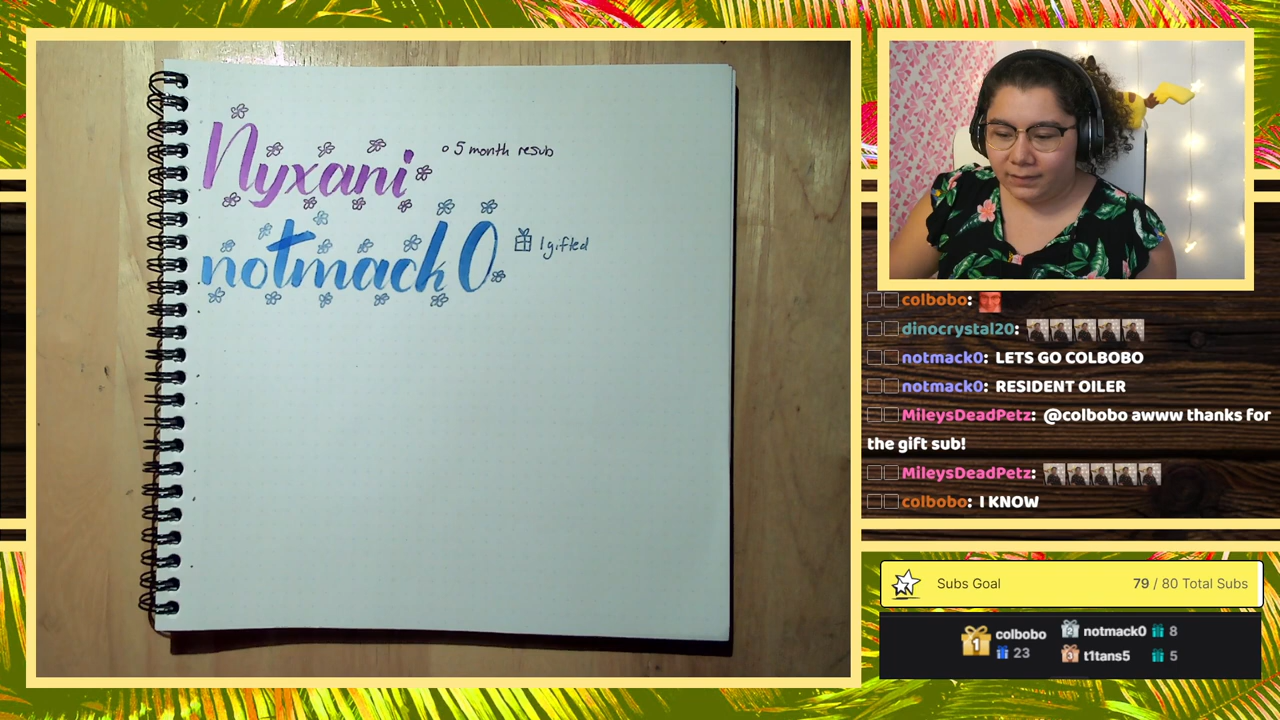 Nyxani
5 month resub
notmack0
1 gifted
colbobo:
dinocrystal20:
notmack0: LETS GO COLBOBO
notmack0: RESIDENT OILER
MileysDeadPetz: @colbobo awww thanks for
the gift sub!
MileysDeadPetz:
colbobo: I KNOW
Subs Goal
79 / 80 Total Subs
1 colbobo 23
2 notmack0 8
3 t1tans5 5